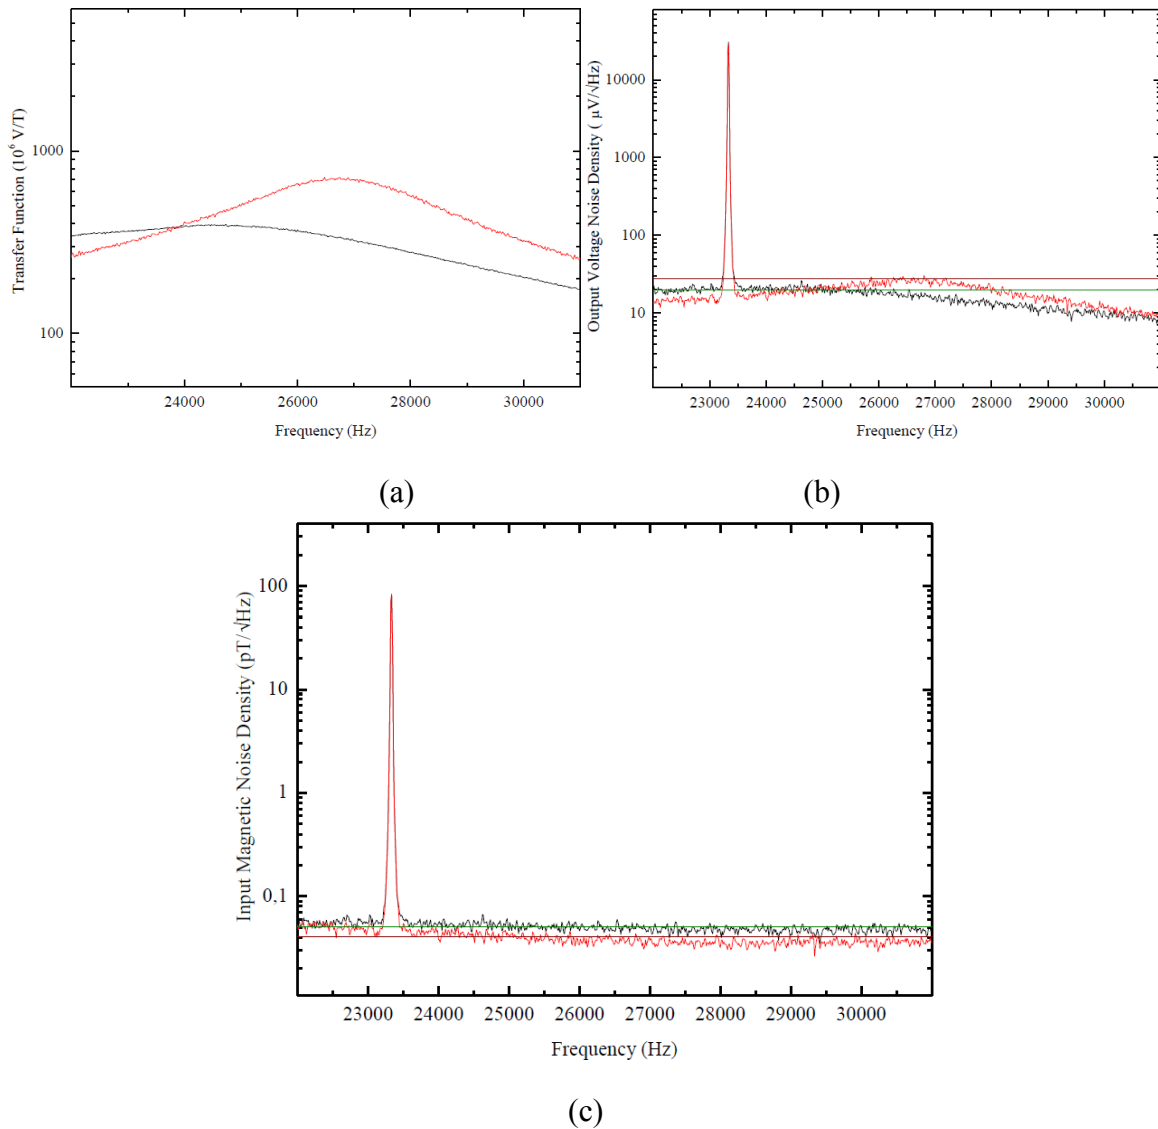 Transfer Function (10⁶ V/T)
1000
100
24000 26000 28000 30000
Frequency (Hz)
(a)
Output Voltage Noise Density ( µV/√Hz)
10000
1000
100
10
23000 24000 25000 26000 27000 28000 29000 30000
Frequency (Hz)
(b)
Input Magnetic Noise Density (pT/√Hz)
100
10
1
0.1
23000 24000 25000 26000 27000 28000 29000 30000
Frequency (Hz)
(c)